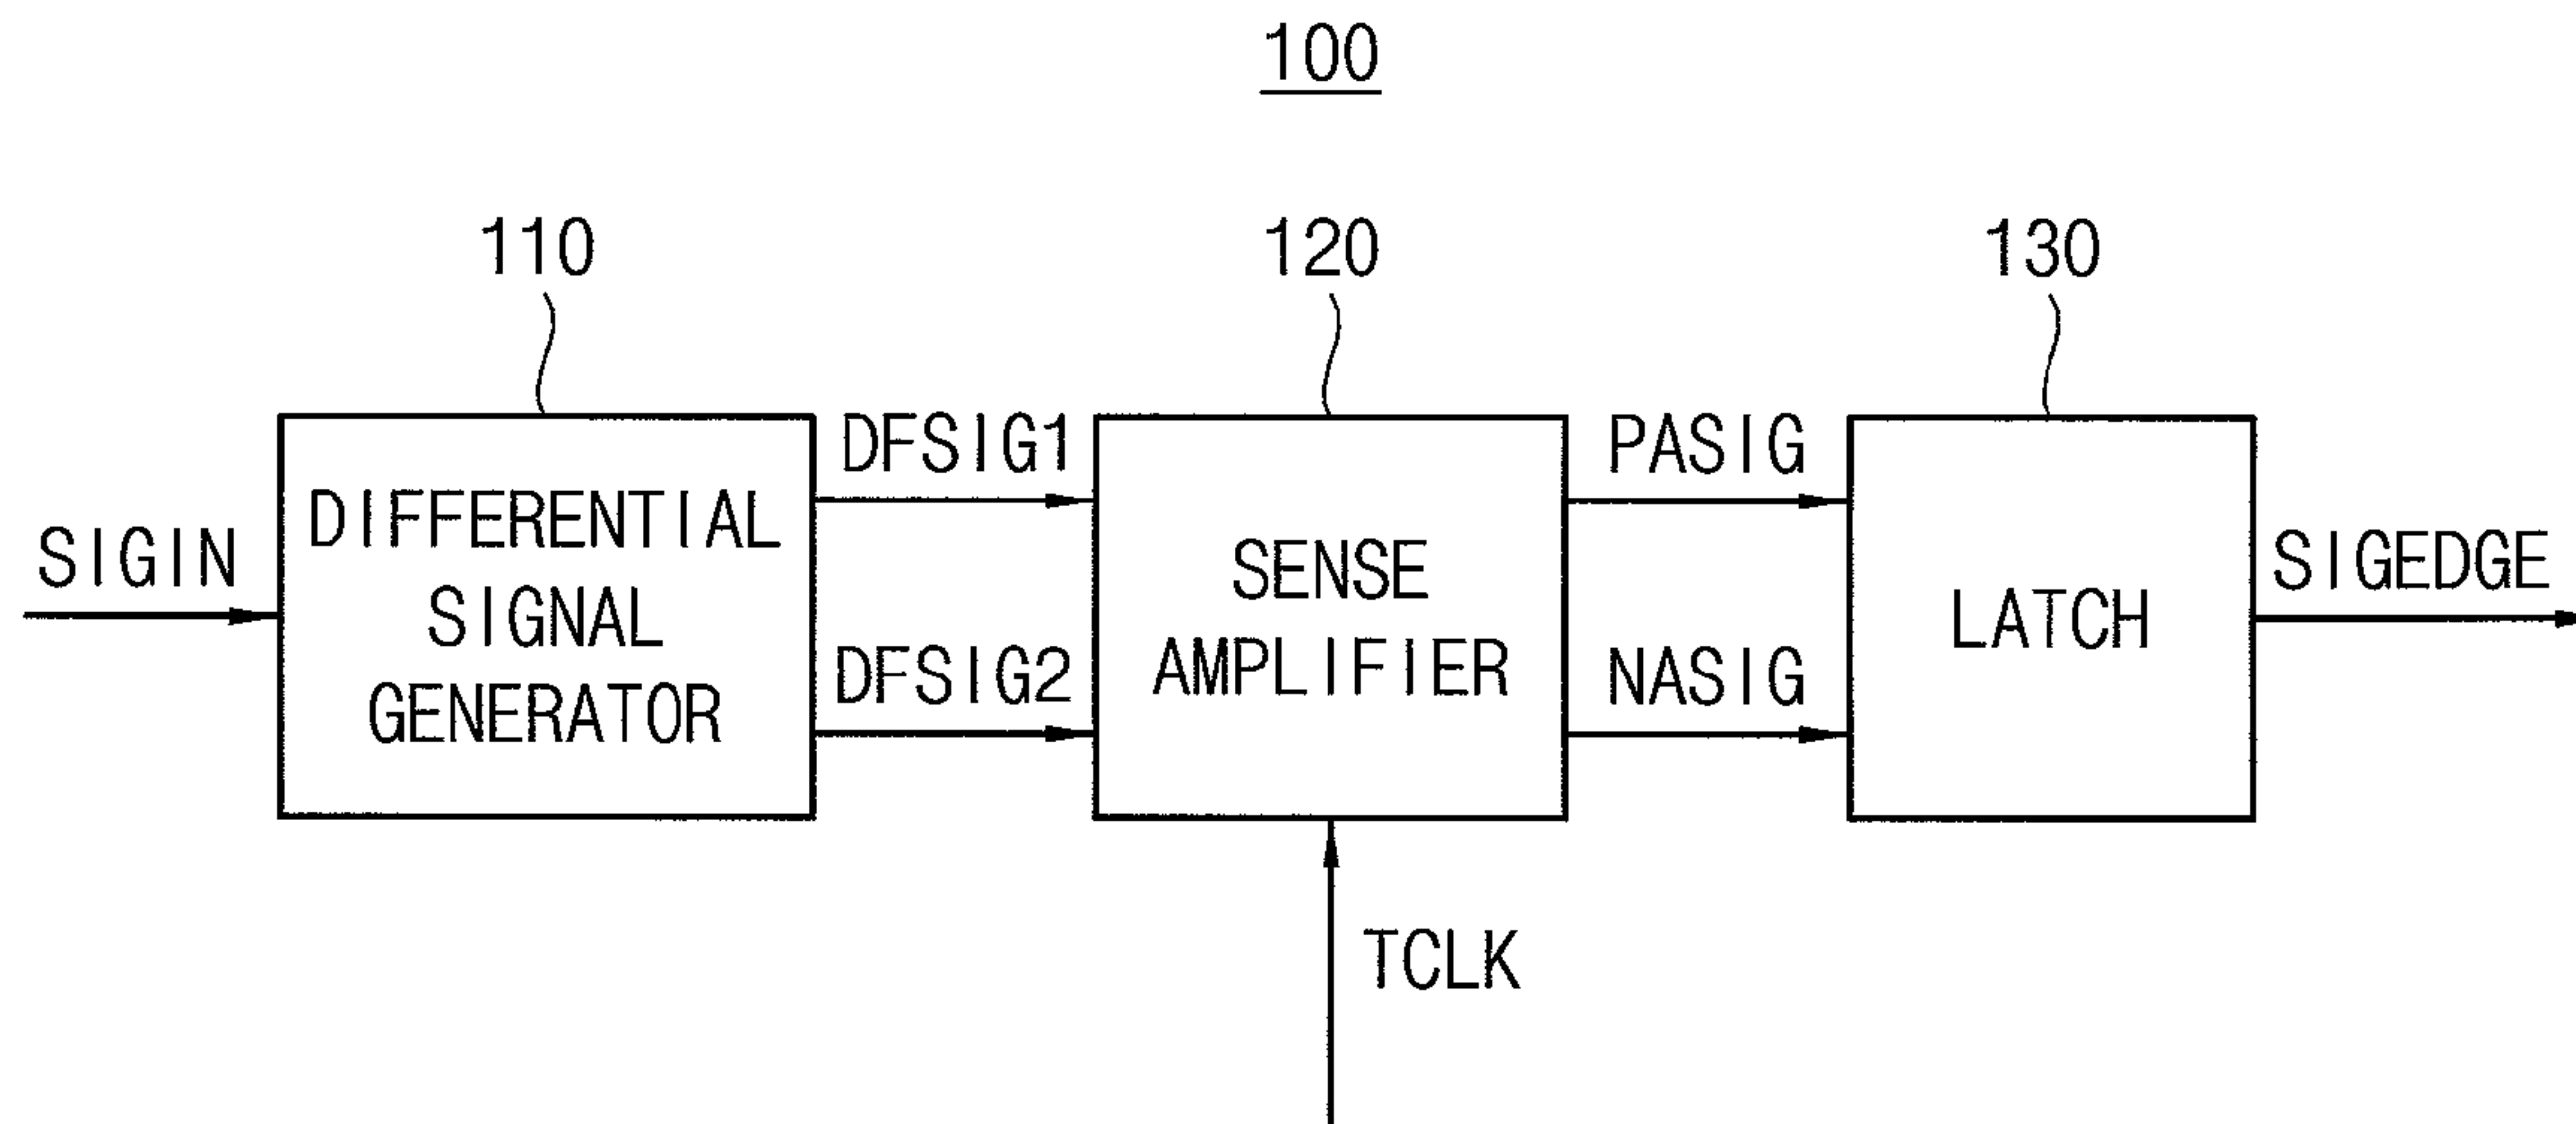 100
110
120
130
SIGIN
DIFFERENTIAL
SIGNAL
GENERATOR
DFSIG1
DFSIG2
SENSE
AMPLIFIER
TCLK
PASIG
NASIG
LATCH
SIGEDGE